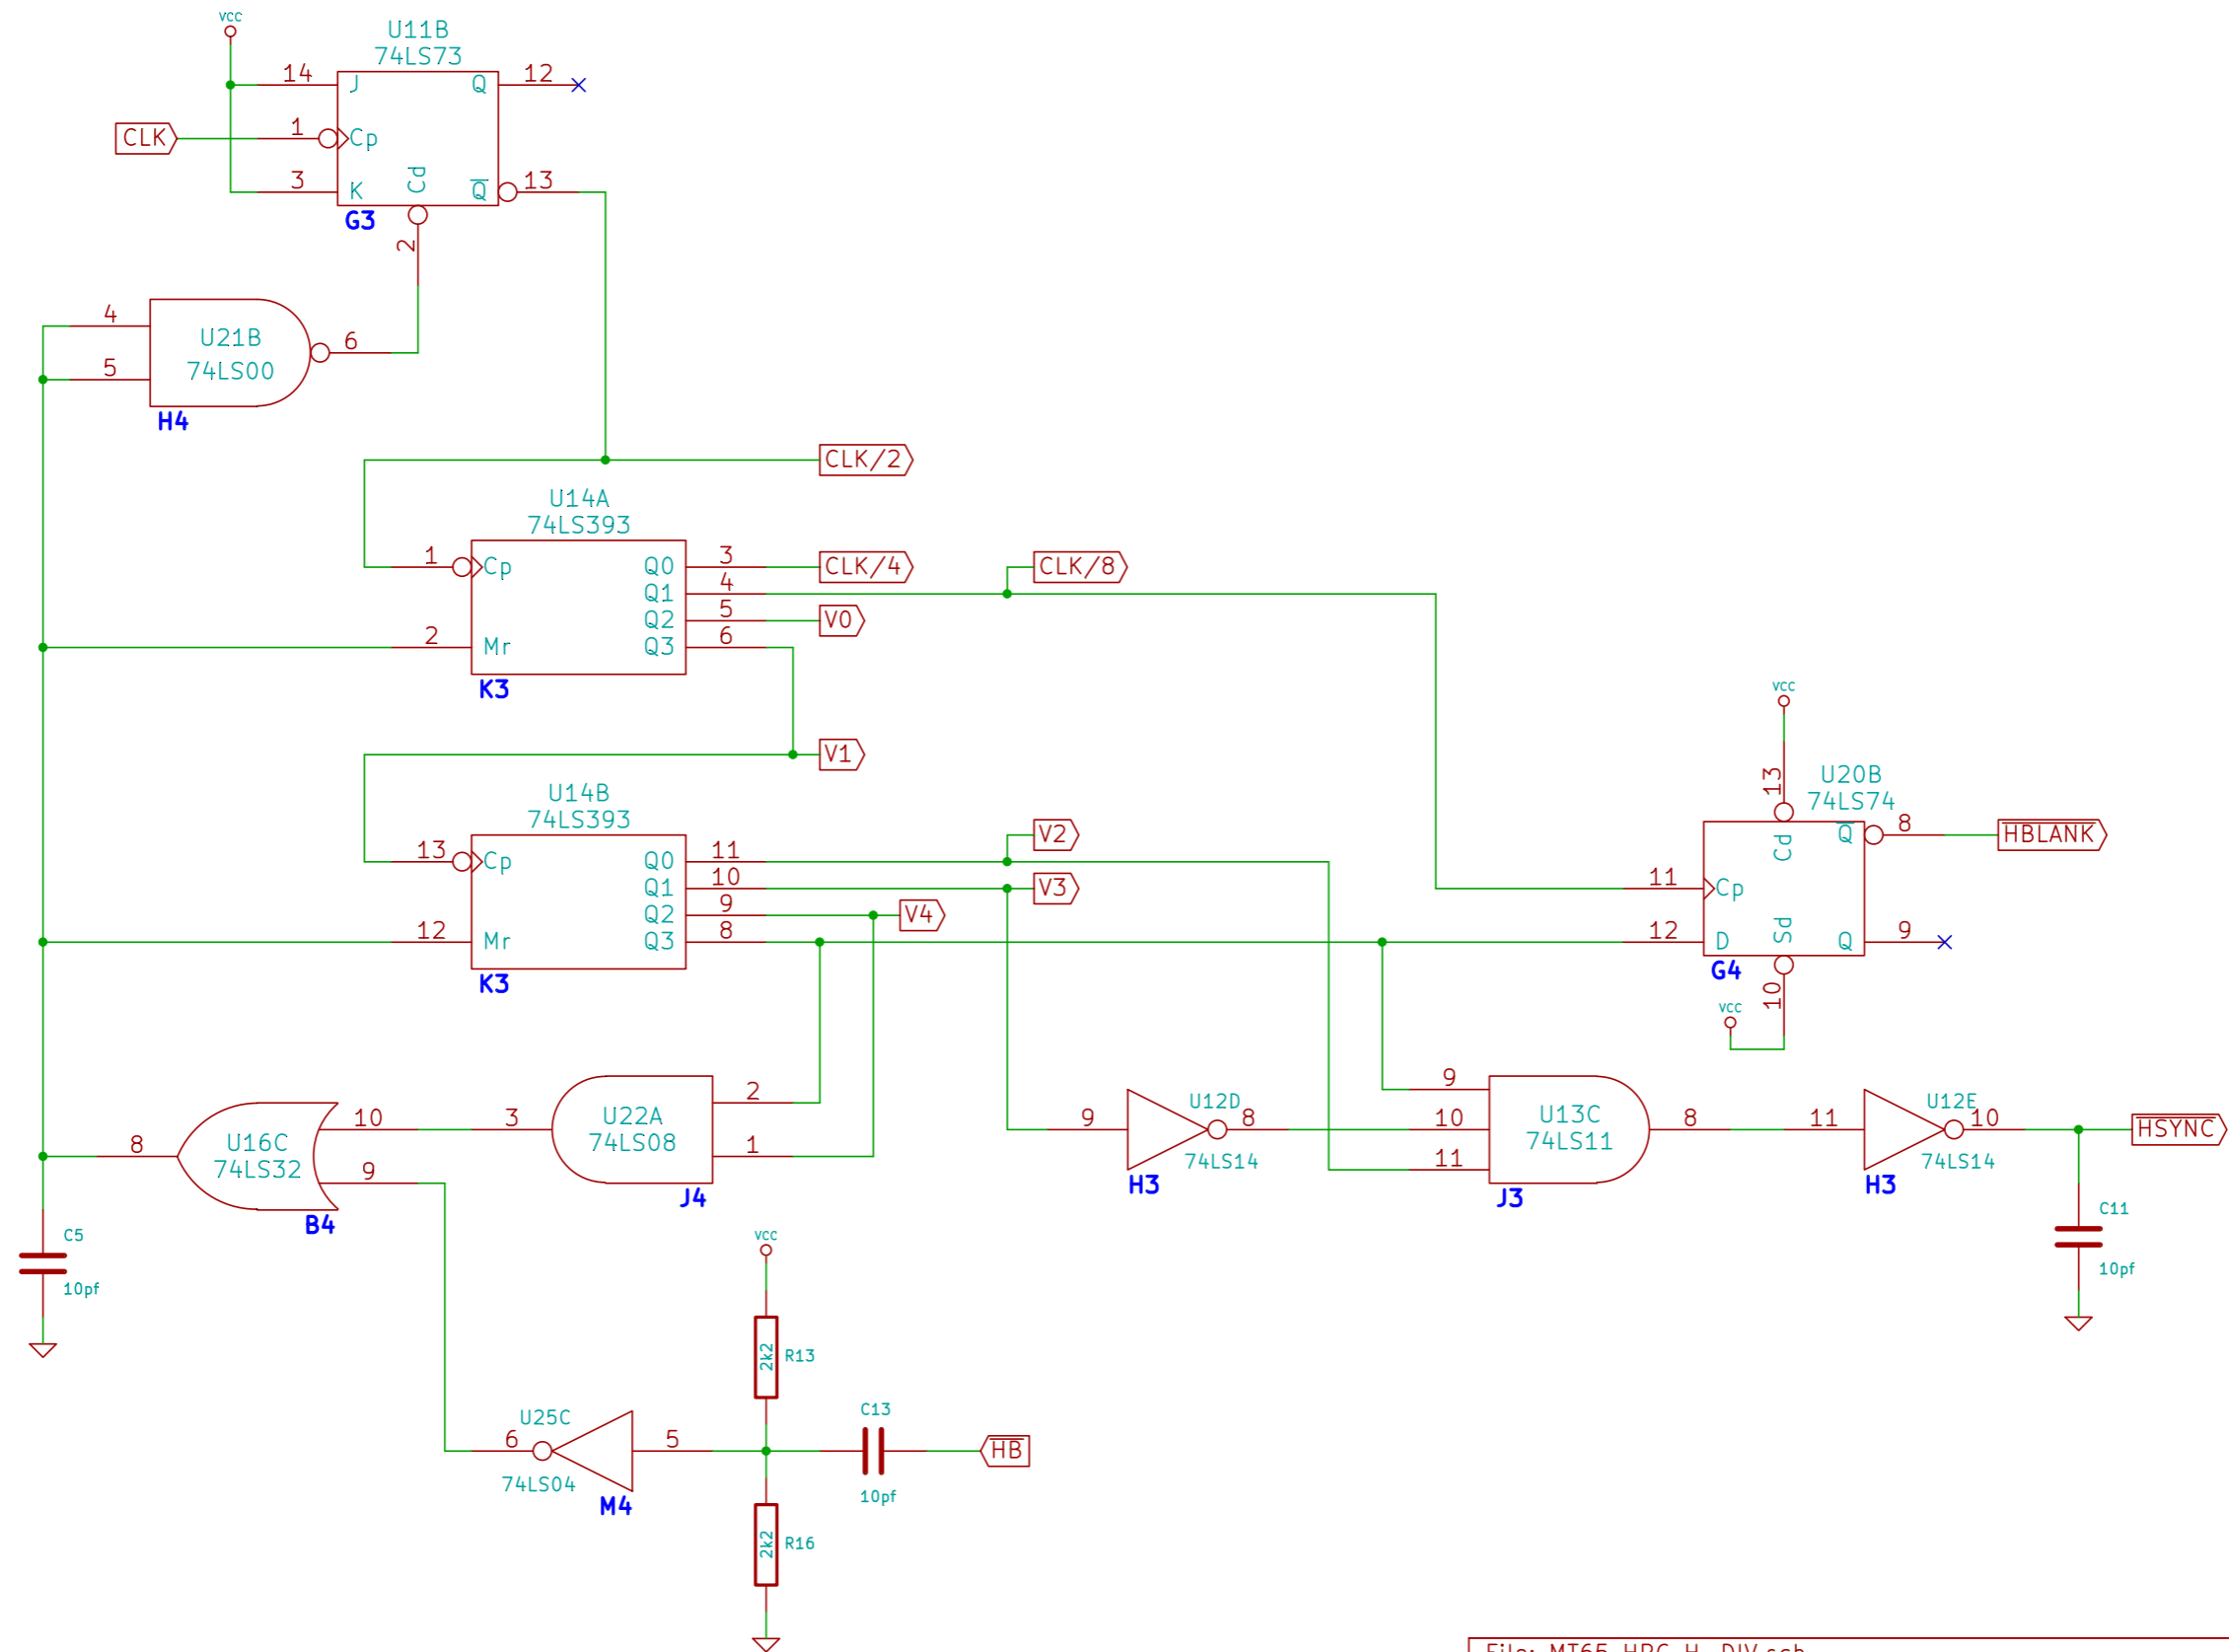 VCC
U11B
74LS73
14 J Q 12
CLK 1 Cp
3 K Cd Q̅ 13
G3
2
4
U21B
6
74LS00
5
H4
CLK/2
U14A
74LS393
1 Cp Q0 3 CLK/4 CLK/8
Q1 4
Q2 5 V0
2 Mr Q3 6
K3
V1
U14B
74LS393
V2
13 Cp Q0 11
Q1 10 V3
Q2 9 V4
12 Mr Q3 8
K3
VCC
13
U20B
74LS74
Cd Q̅ 8 H̅B̅L̅A̅N̅K̅
11 Cp
12 D Sd Q 9
G4
10
VCC
8 U16C 10
74LS32 9
B4
3 U22A 2
74LS08 1
J4
9 U12D 8
74LS14
H3
9
10 U13C 8
74LS11
11
J3
11 U12E 10 H̅S̅Y̅N̅C̅
74LS14
H3
C5
10pf
C11
10pf
VCC
2k2 R13
U25C
6 5
74LS04
M4
C13
10pf
H̅B̅
2k2 R16